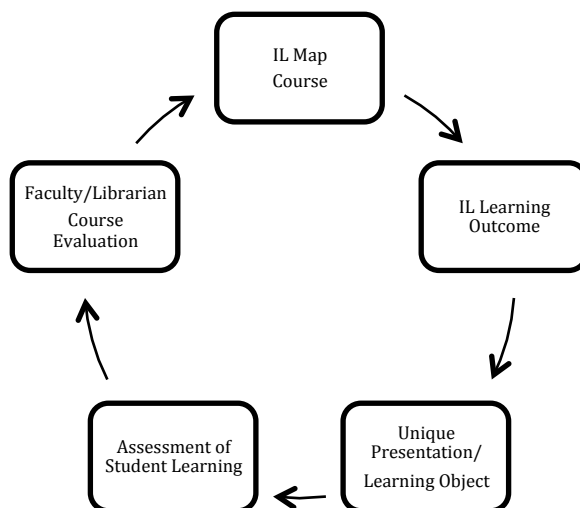 IL Map
Course
IL Learning
Outcome
Unique
Presentation/
Learning Object
Assessment of
Student Learning
Faculty/Librarian
Course
Evaluation